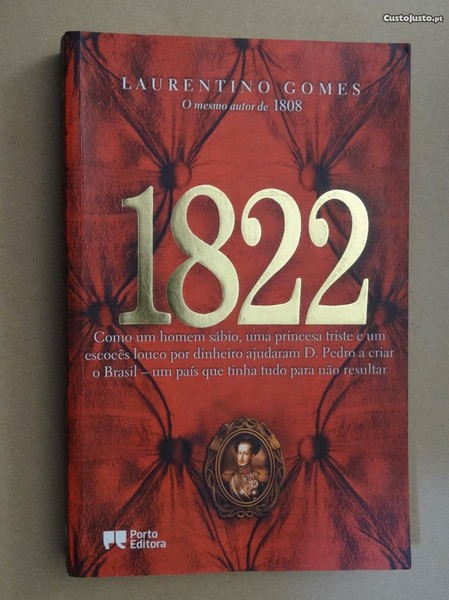 CustoJusto.pt
LAURENTINO GOMES
O mesmo autor de 1808
1822
Como um homem sábio, uma princesa triste e um
escocês louco por dinheiro ajudaram D. Pedro a criar
o Brasil – um país que tinha tudo para não resultar
Porto
Editora